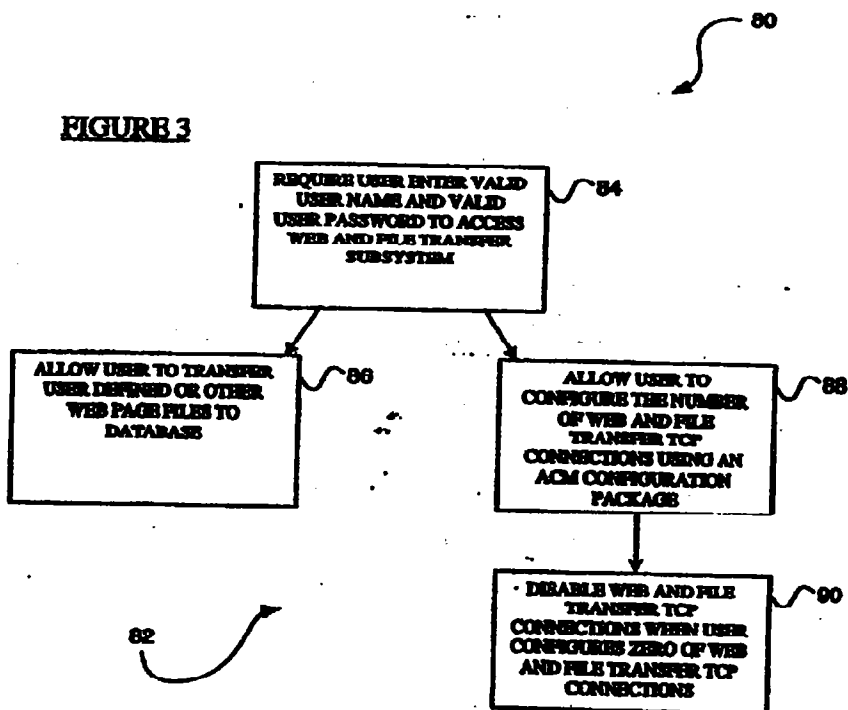 80
FIGURE 3
REQUIRE USER ENTER VALID
USER NAME AND VALID
USER PASSWORD TO ACCESS
WEB AND FILE TRANSFER
SUBSYSTEM
84
ALLOW USER TO TRANSFER
USER DEFINED OR OTHER
WEB PAGE FILES TO
DATABASE
86
ALLOW USER TO
CONFIGURE THE NUMBER
OF WEB AND FILE
TRANSFER TCP
CONNECTIONS USING AN
ACM CONFIGURATION
PACKAGE
88
DISABLE WEB AND FILE
TRANSFER TCP
CONNECTIONS WHEN USER
CONFIGURES ZERO OF WEB
AND FILE TRANSFER TCP
CONNECTIONS
90
82